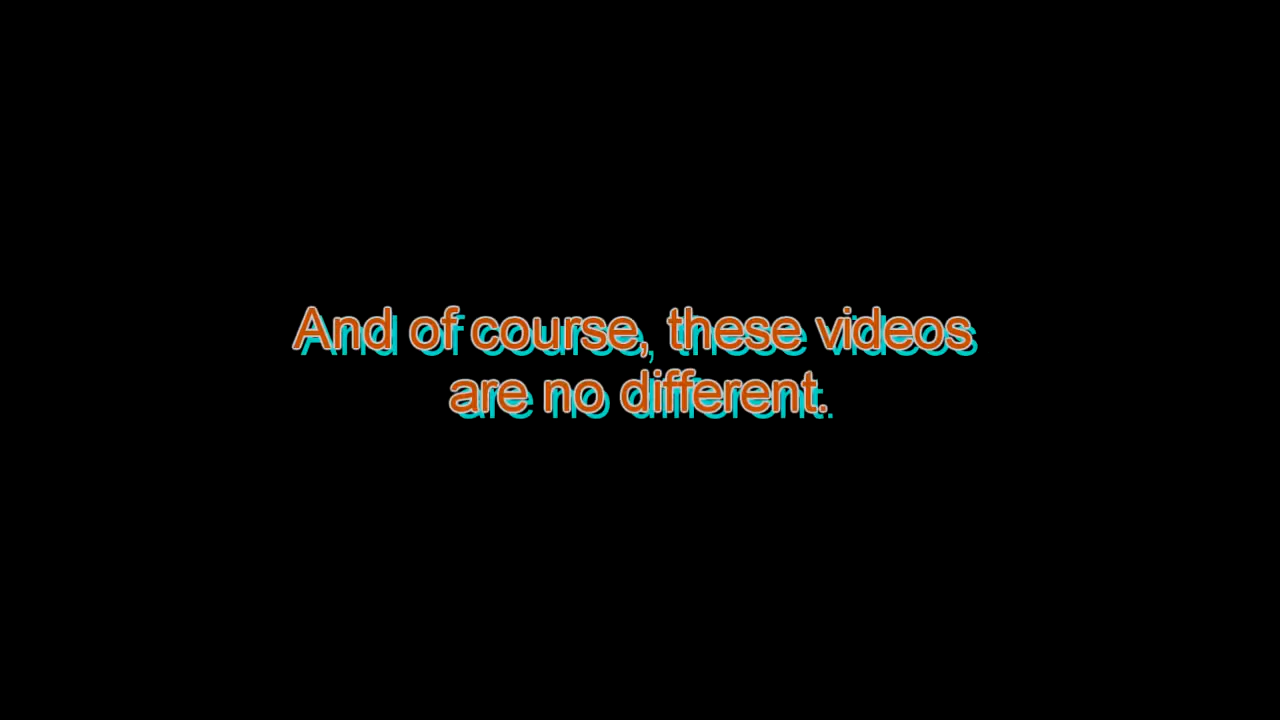 And of course, these videos
are no different.